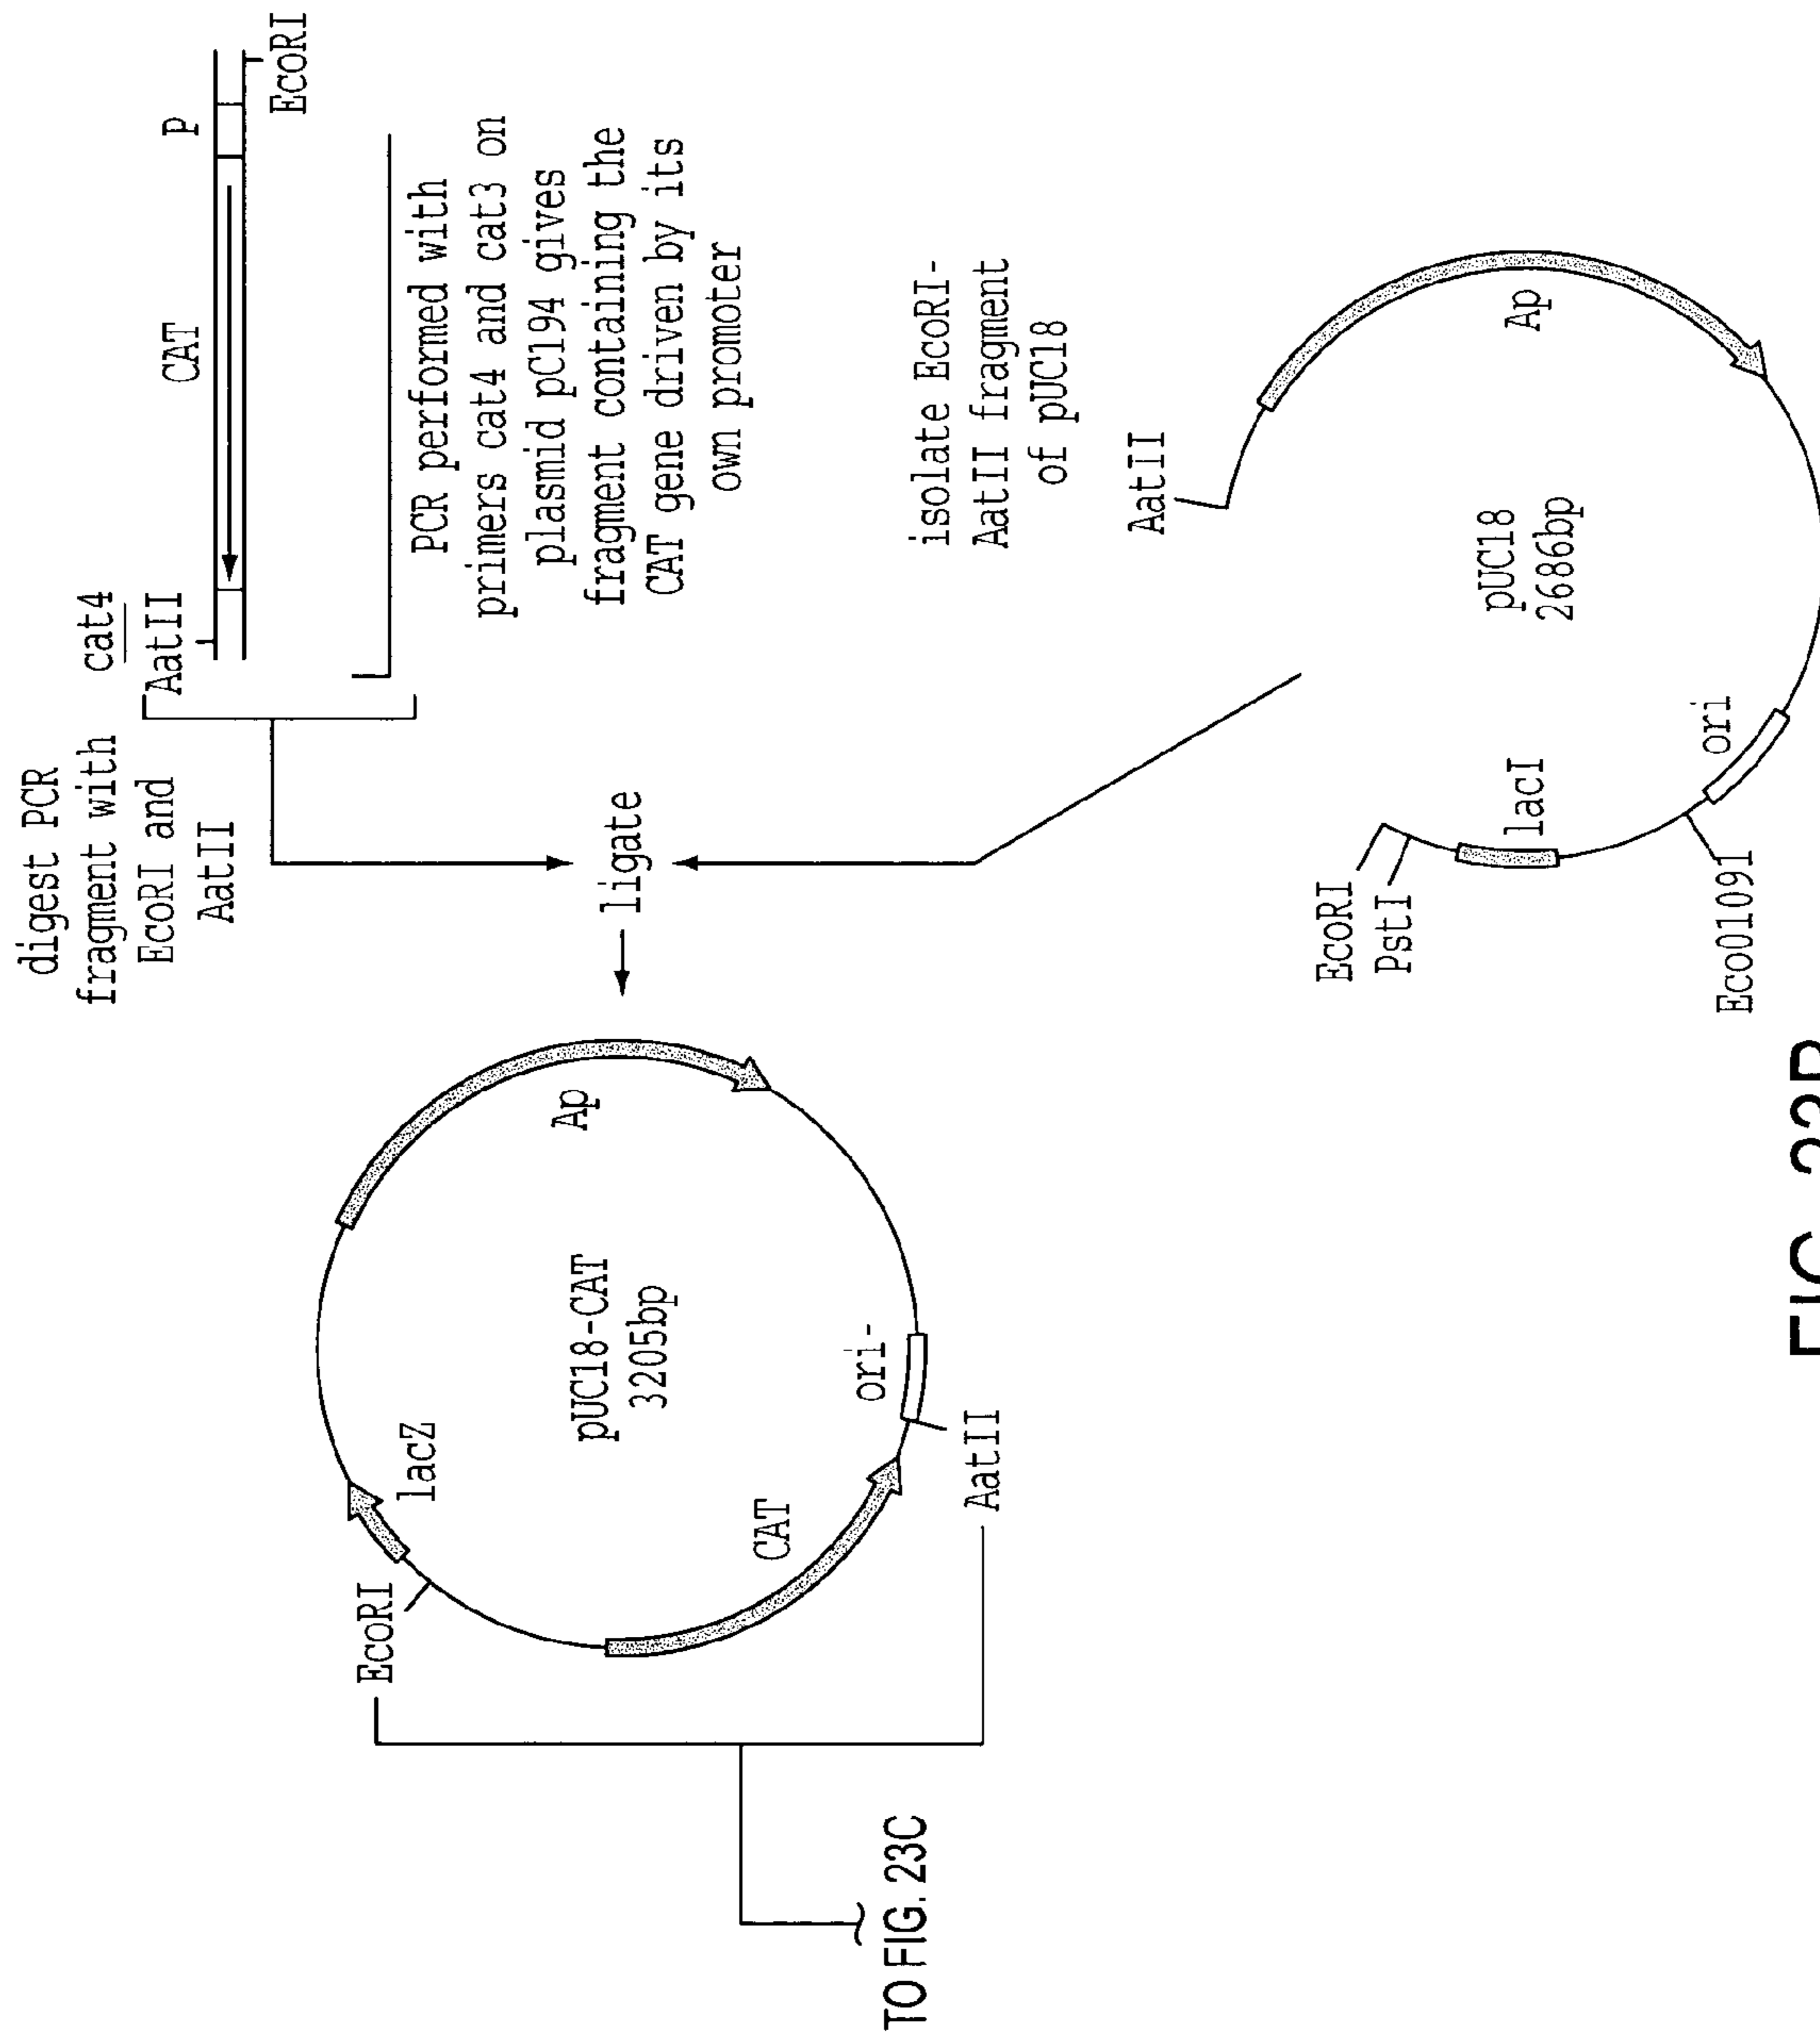 digest PCR
fragment with
EcoRI and
AatII
cat4
AatII
CAT
P
EcoRI
PCR performed with
primers cat4 and cat3 on
plasmid pC194 gives
fragment containing the
CAT gene driven by its
own promoter
ligate
isolate EcoRI-
AatII fragment
of pUC18
AatII
Ap
pUC18
2686bp
ori
lacI
EcoRI
PstI
Eco01091
EcoRI
lacZ
Ap
pUC18-CAT
3205bp
ori-
CAT
AatII
TO FIG. 23C